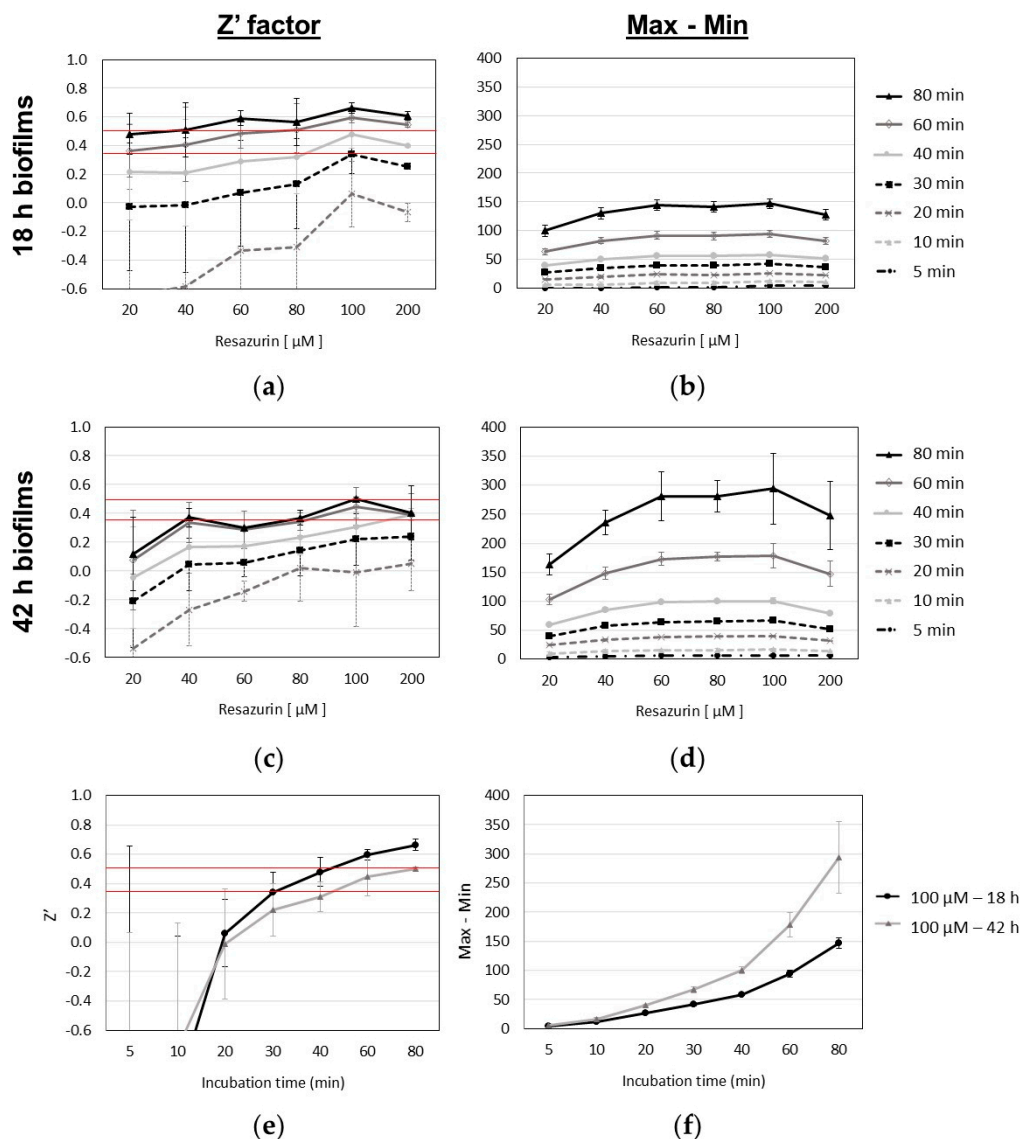 Z’ factor
Max - Min
18 h biofilms
1.0
0.8
0.6
0.4
0.2
0.0
-0.2
-0.4
-0.6
20 40 60 80 100 200
Resazurin [ µM ]
(a)
400
350
300
250
200
150
100
50
0
20 40 60 80 100 200
Resazurin [ µM ]
(b)
80 min
60 min
40 min
30 min
20 min
10 min
5 min
42 h biofilms
1.0
0.8
0.6
0.4
0.2
0.0
-0.2
-0.4
-0.6
20 40 60 80 100 200
Resazurin [ µM ]
(c)
400
350
300
250
200
150
100
50
0
20 40 60 80 100 200
Resazurin [ µM ]
(d)
80 min
60 min
40 min
30 min
20 min
10 min
5 min
Z’
1.0
0.8
0.6
0.4
0.2
0.0
-0.2
-0.4
-0.6
5 10 20 30 40 60 80
Incubation time (min)
(e)
Max - Min
400
350
300
250
200
150
100
50
0
5 10 20 30 40 60 80
Incubation time (min)
(f)
100 µM – 18 h
100 µM – 42 h